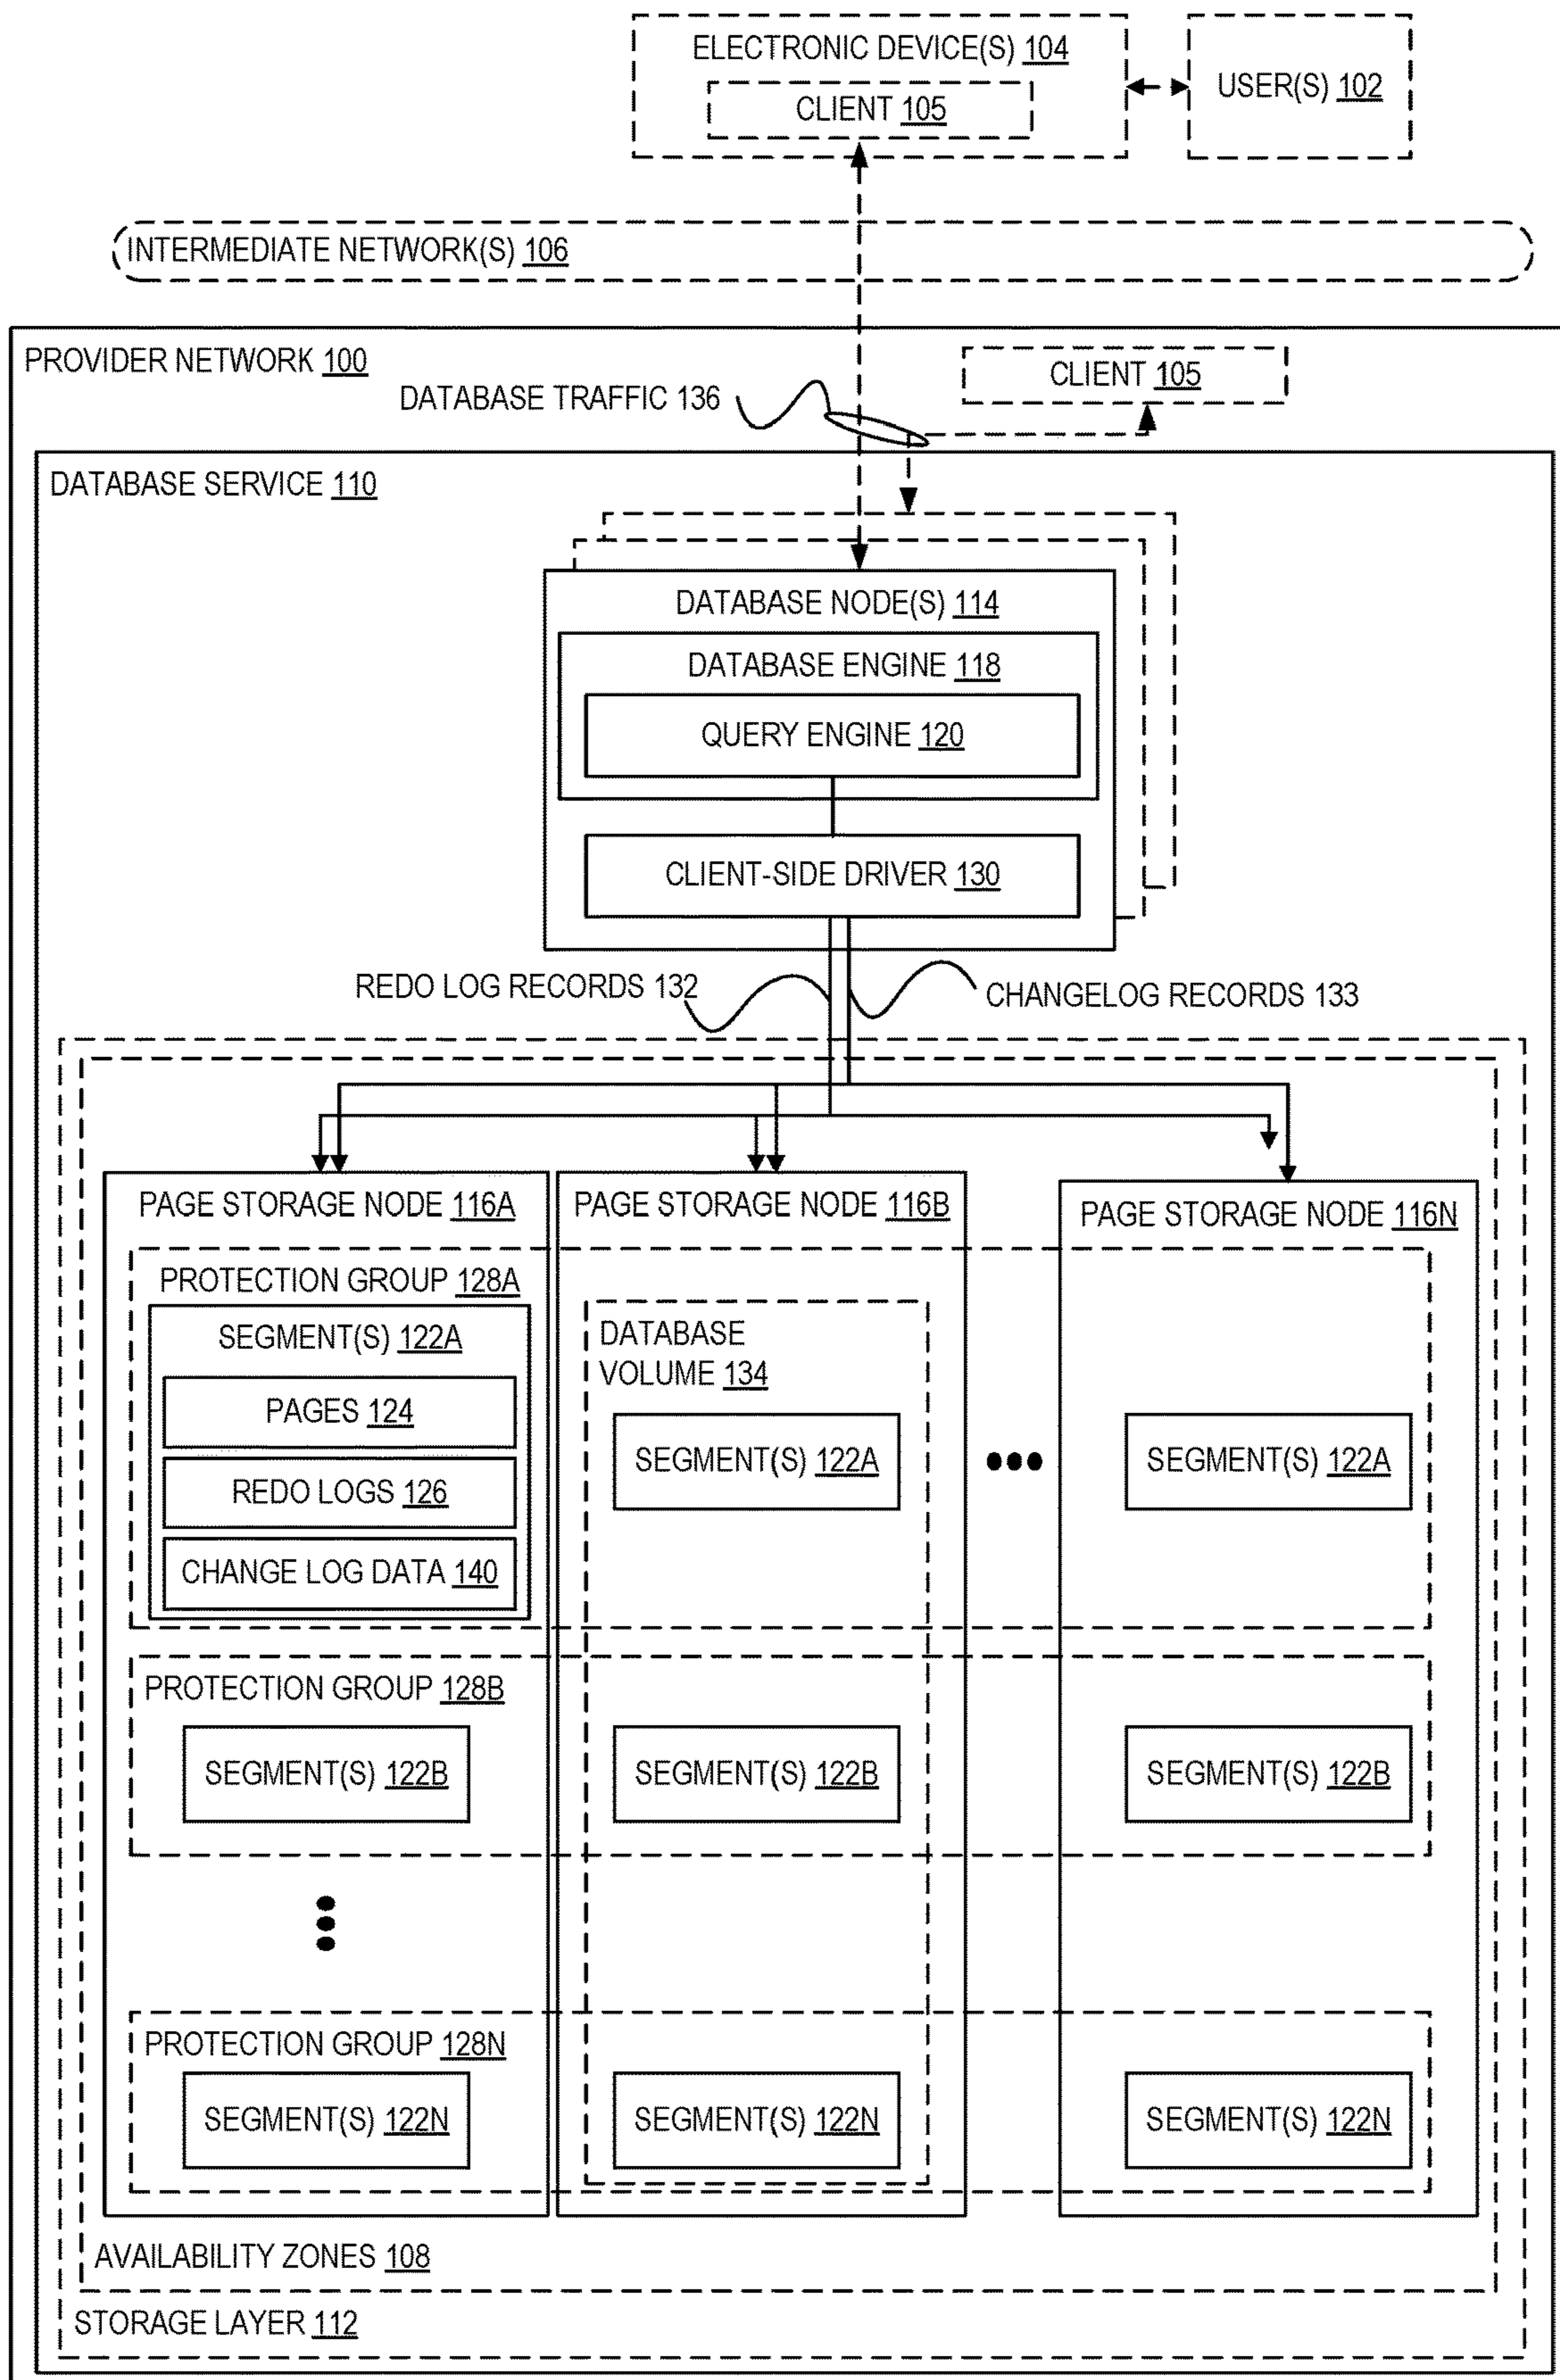 ELECTRONIC DEVICE(S) 104
CLIENT 105
USER(S) 102
INTERMEDIATE NETWORK(S) 106
PROVIDER NETWORK 100
CLIENT 105
DATABASE TRAFFIC 136
DATABASE SERVICE 110
DATABASE NODE(S) 114
DATABASE ENGINE 118
QUERY ENGINE 120
CLIENT-SIDE DRIVER 130
REDO LOG RECORDS 132
CHANGELOG RECORDS 133
PAGE STORAGE NODE 116A
PAGE STORAGE NODE 116B
PAGE STORAGE NODE 116N
PROTECTION GROUP 128A
SEGMENT(S) 122A
PAGES 124
REDO LOGS 126
CHANGE LOG DATA 140
DATABASE
VOLUME 134
SEGMENT(S) 122A
SEGMENT(S) 122A
PROTECTION GROUP 128B
SEGMENT(S) 122B
SEGMENT(S) 122B
SEGMENT(S) 122B
PROTECTION GROUP 128N
SEGMENT(S) 122N
SEGMENT(S) 122N
SEGMENT(S) 122N
AVAILABILITY ZONES 108
STORAGE LAYER 112